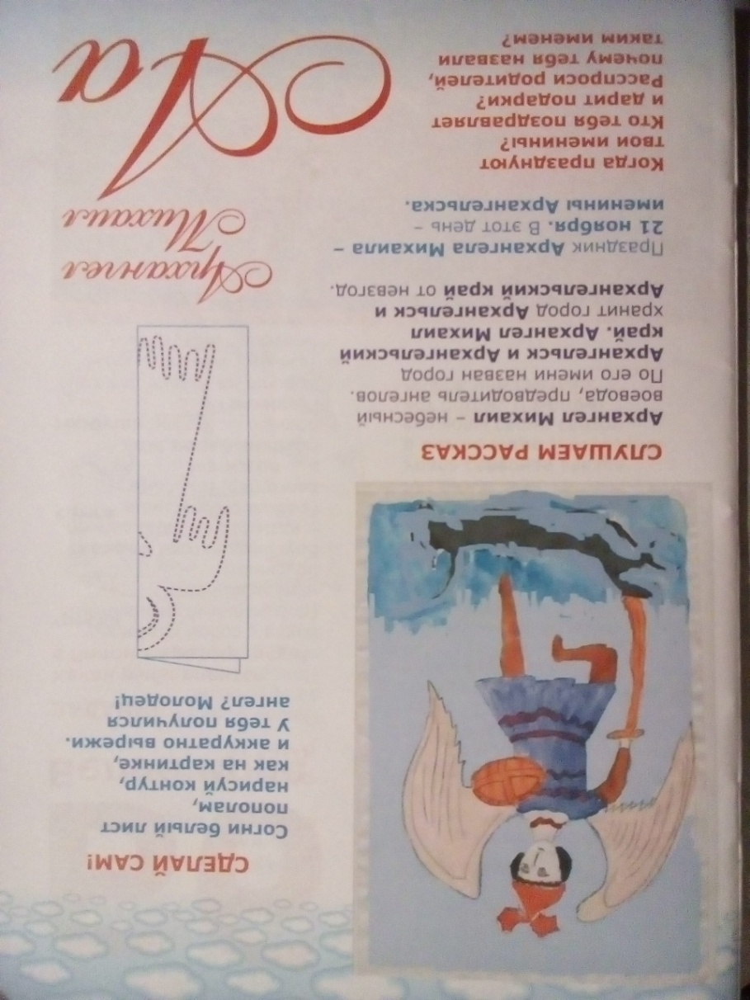 СДЕЛАЙ САМ!
Согни белый лист
пополам,
нарисуй контур,
как на картинке,
и аккуратно вырежи.
У тебя получился
ангел? Молодец!
СЛУШАЕМ РАССКАЗ
Архангел Михаил – небесный
воевода, предводитель ангелов.
По его имени назван город
Архангельск и Архангельский
край. Архангел Михаил
хранит город Архангельск и
Архангельский край от невзгод.
Праздник Архангела Михаила –
21 ноября. В этот день –
именины Архангельска.
Когда празднуют
твои именины?
Кто тебя поздравляет
и дарит подарки?
Расспроси родителей,
почему тебя назвали
таким именем?
Архангел
Михаил
Аа